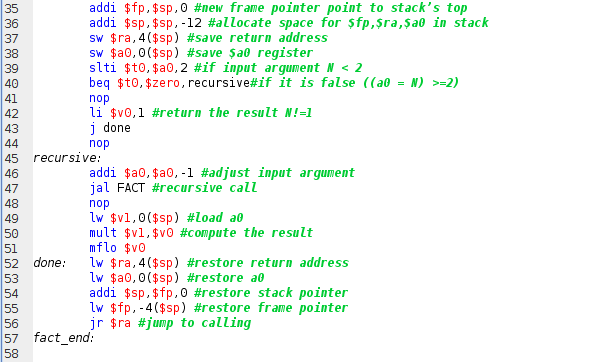 35 addi $fp,$sp,0 #new frame pointer point to stack's top
36 addi $sp,$sp,-12 #allocate space for $fp,$ra,$a0 in stack
37 sw $ra,4($sp) #save return address
38 sw $a0,0($sp) #save $a0 register
39 slti $t0,$a0,2 #if input argument N < 2
40 beq $t0,$zero,recursive#if it is false ((a0 = N) >=2)
41 nop
42 li $v0,1 #return the result N!=1
43 j done
44 nop
45 recursive:
46 addi $a0,$a0,-1 #adjust input argument
47 jal FACT #recursive call
48 nop
49 lw $v1,0($sp) #load a0
50 mult $v1,$v0 #compute the result
51 mflo $v0
52 done: lw $ra,4($sp) #restore return address
53 lw $a0,0($sp) #restore a0
54 addi $sp,$fp,0 #restore stack pointer
55 lw $fp,-4($sp) #restore frame pointer
56 jr $ra #jump to calling
57 fact_end:
58